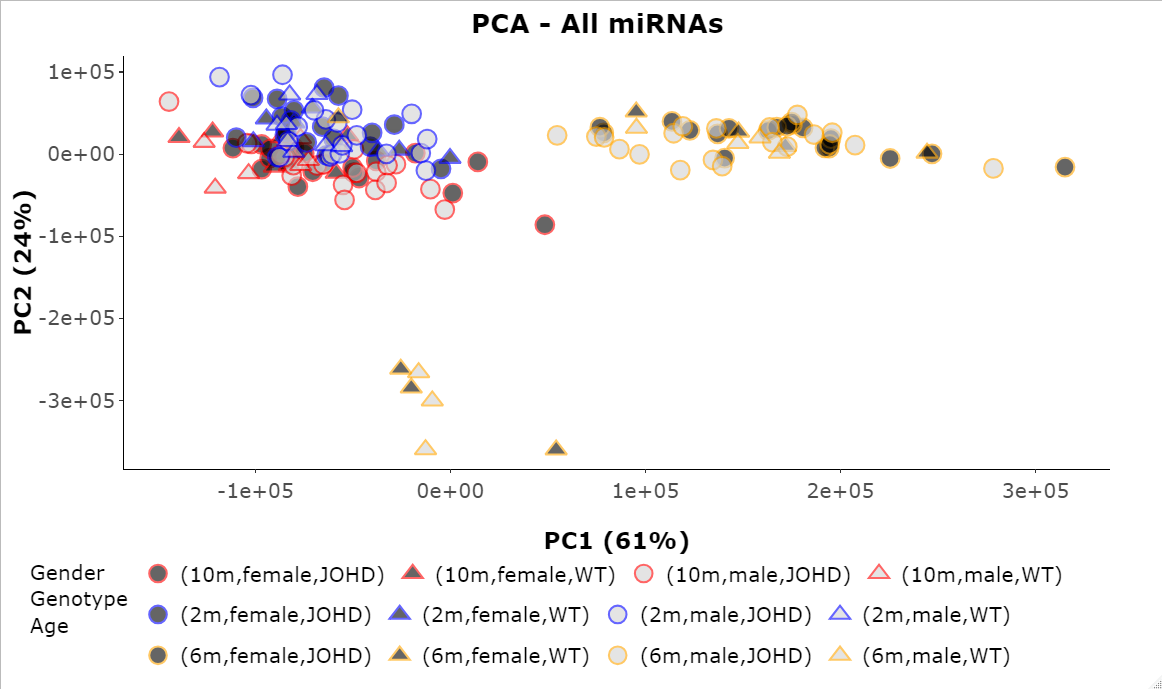 PCA - All miRNAs
1e+05
0e+00
-1e+05
-2e+05
-3e+05
PC2 (24%)
-1e+05 0e+00 1e+05 2e+05 3e+05
PC1 (61%)
Gender
Genotype
Age
(10m,female,JOHD) (10m,female,WT) (10m,male,JOHD) (10m,male,WT)
(2m,female,JOHD) (2m,female,WT) (2m,male,JOHD) (2m,male,WT)
(6m,female,JOHD) (6m,female,WT) (6m,male,JOHD) (6m,male,WT)